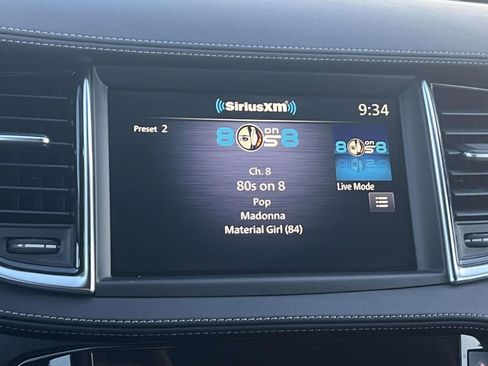 SiriusXM
9:34
Preset 2
80s on 8
80s on 8
Ch. 8
80s on 8
Live Mode
Pop
Madonna
Material Girl (84)